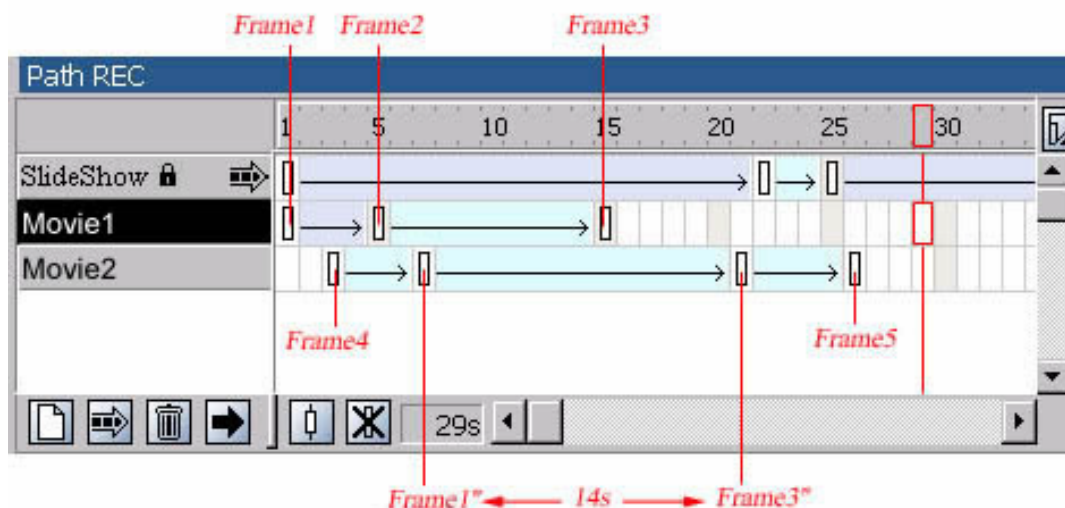 Frame1 Frame2 Frame3
Path REC
1 5 10 15 20 25 30
SlideShow
Movie1
Movie2
Frame4 Frame5
29s
Frame1" 14s Frame3"